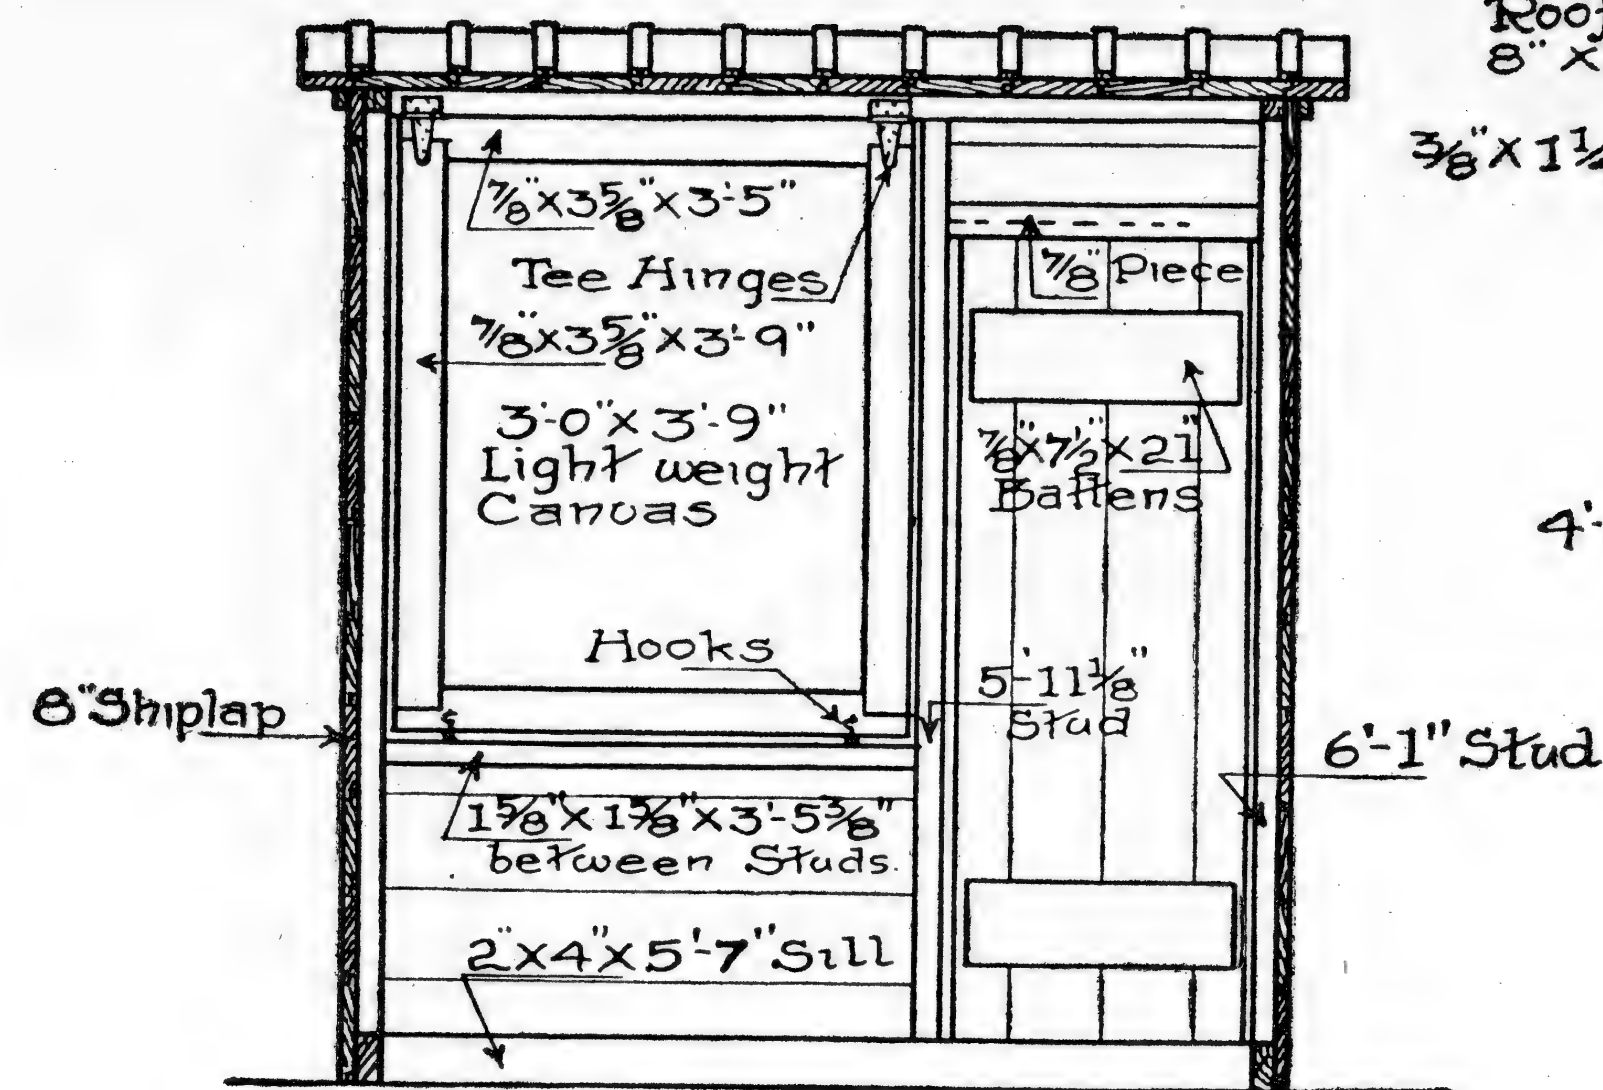 Roof
8" X
3/8" X 1 1/2
7/8" X 3 5/8" X 3'-5"
Tee Hinges
7/8" Piece
7/8" X 3 5/8" X 3'-9"
3'-0" X 3'-9"
Light weight
Canvas
7/8" X 7 1/2" X 21"
Battens
4'-
Hooks
5'-11 1/8"
Stud
8" Shiplap
6'-1" Stud
1 5/8" X 1 5/8" X 3'-5 3/8"
between Studs.
2" X 4" X 5'-7" Sill